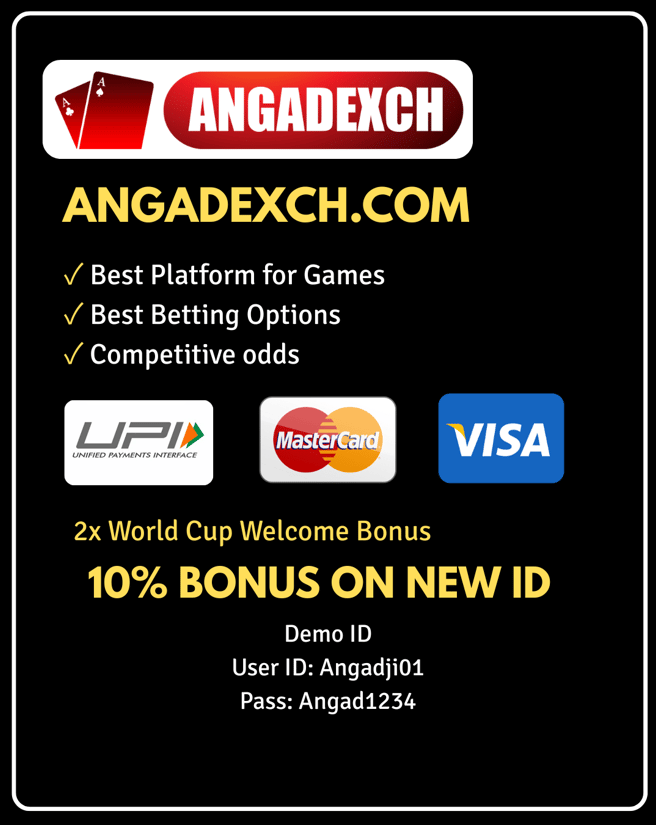 A
A
ANGADEXCH
ANGADEXCH.COM
✓ Best Platform for Games
✓ Best Betting Options
✓ Competitive odds
UPI
UNIFIED PAYMENTS INTERFACE
MasterCard
VISA
2x World Cup Welcome Bonus
10% BONUS ON NEW ID
Demo ID
User ID: Angadji01
Pass: Angad1234